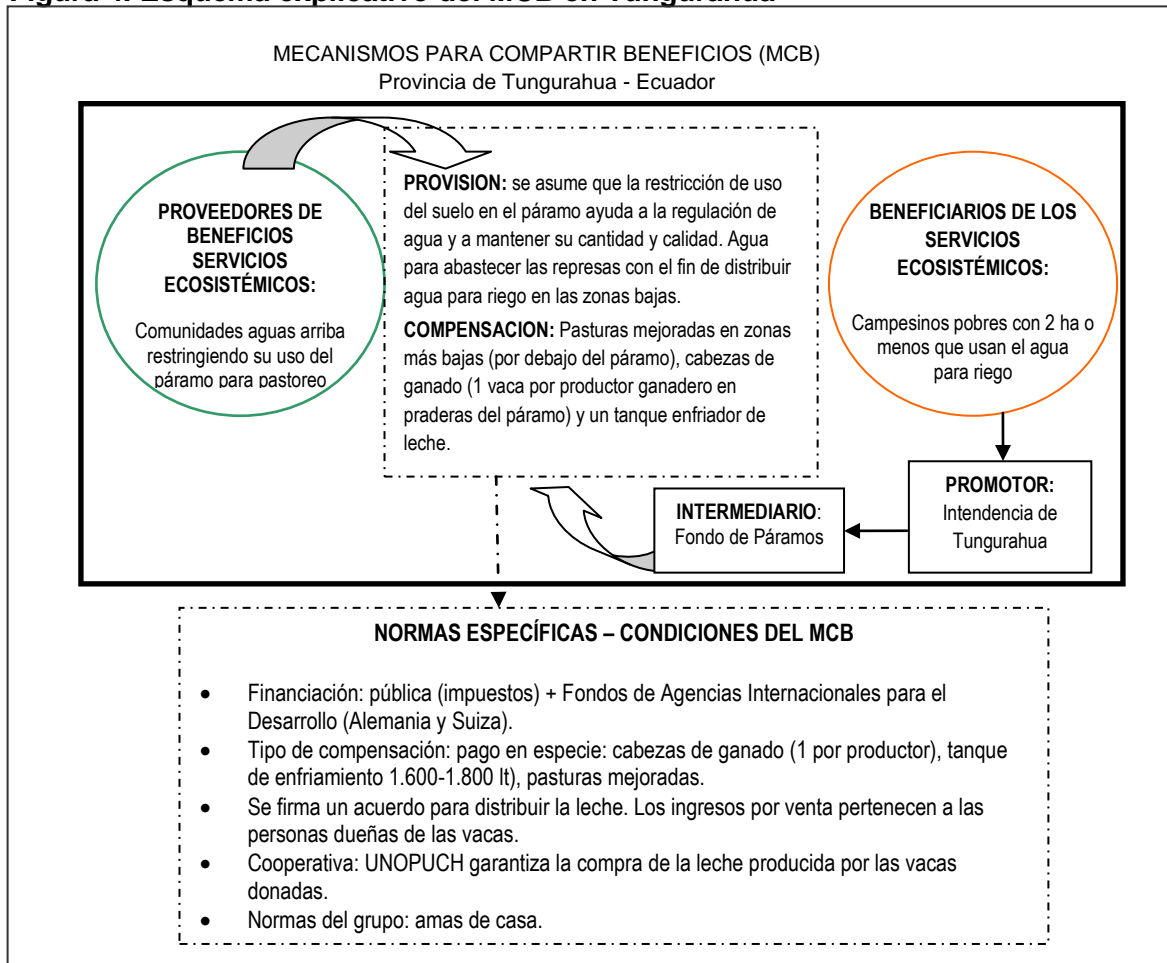 MECANISMOS PARA COMPARTIR BENEFICIOS (MCB)
Provincia de Tungurahua - Ecuador
PROVEEDORES DE
BENEFICIOS
SERVICIOS
ECOSISTÉMICOS:
Comunidades aguas arriba
restringiendo su uso del
páramo para pastoreo
PROVISION: se asume que la restricción de uso
del suelo en el páramo ayuda a la regulación de
agua y a mantener su cantidad y calidad. Agua
para abastecer las represas con el fin de distribuir
agua para riego en las zonas bajas.
COMPENSACION: Pasturas mejoradas en zonas
más bajas (por debajo del páramo), cabezas de
ganado (1 vaca por productor ganadero en
praderas del páramo) y un tanque enfriador de
leche.
BENEFICIARIOS DE LOS
SERVICIOS
ECOSISTÉMICOS:
Campesinos pobres con 2 ha o
menos que usan el agua
para riego
PROMOTOR:
Intendencia de
Tungurahua
INTERMEDIARIO:
Fondo de Páramos
NORMAS ESPECÍFICAS – CONDICIONES DEL MCB
• Financiación: pública (impuestos) + Fondos de Agencias Internacionales para el
Desarrollo (Alemania y Suiza).
• Tipo de compensación: pago en especie: cabezas de ganado (1 por productor), tanque
de enfriamiento 1.600-1.800 lt), pasturas mejoradas.
• Se firma un acuerdo para distribuir la leche. Los ingresos por venta pertenecen a las
personas dueñas de las vacas.
• Cooperativa: UNOPUCH garantiza la compra de la leche producida por las vacas
donadas.
• Normas del grupo: amas de casa.